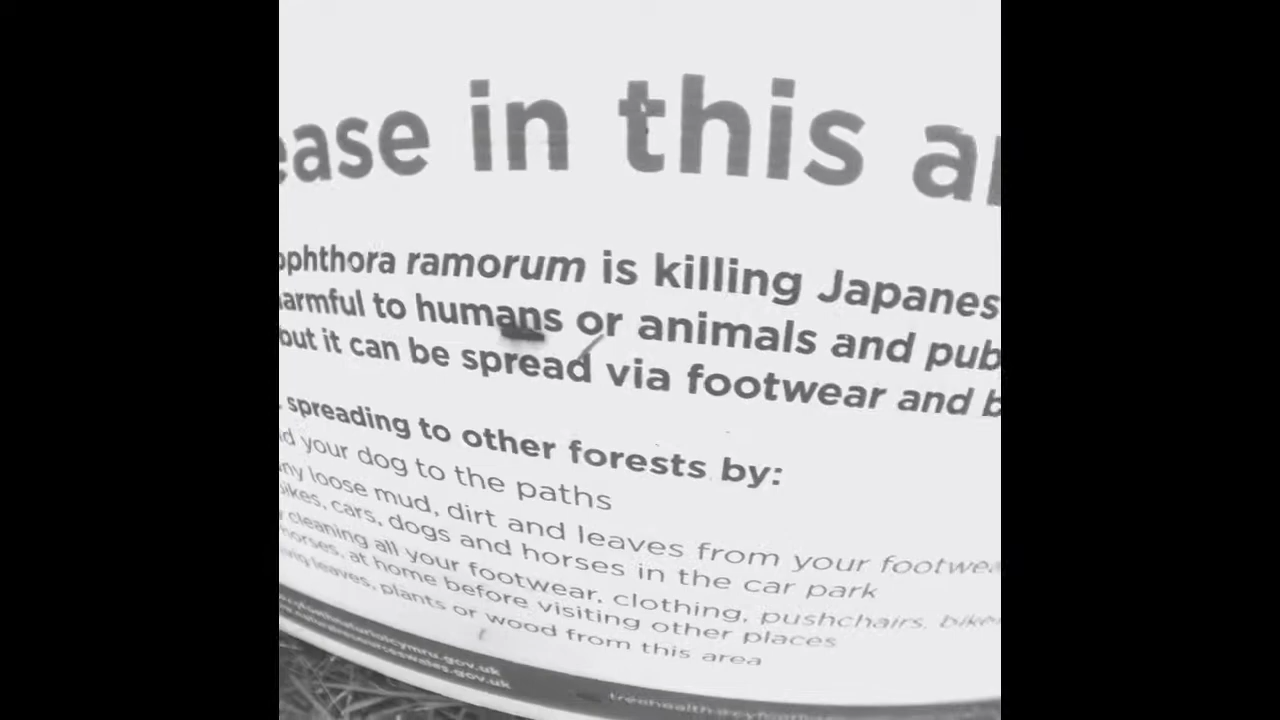 ease in this
ophthora ramorum is killing Japanes
armful to humans or animals and pub
but it can be spread via footwear and b
spreading to other forests by:
d your dog to the paths
ny loose mud, dirt and leaves from your footwea
bikes, cars, dogs and horses in the car park
y cleaning all your footwear, clothing, pushchairs, bike
horses, at home before visiting other places
ving leaves, plants or wood from this area